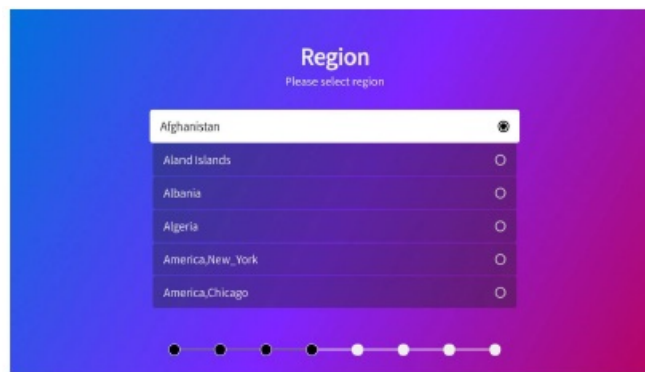 Region
Please select region
Afghanistan
Aland Islands
Albania
Algeria
America,New_York
America,Chicago